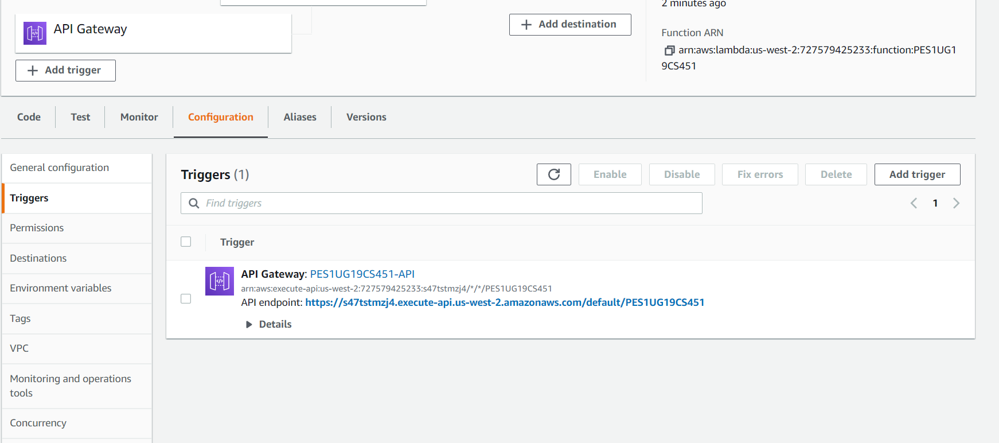 2 minutes ago
API Gateway
Add destination
Function ARN
arn:aws:lambda:us-west-2:727579425233:function:PES1UG1
9CS451
Add trigger
Code
Test
Monitor
Configuration
Aliases
Versions
General configuration
Triggers
Permissions
Destinations
Environment variables
Tags
VPC
Monitoring and operations
tools
Concurrency
Triggers (1)
Enable
Disable
Fix errors
Delete
Add trigger
Find triggers
1
Trigger
API Gateway: PES1UG19CS451-API
arn:aws:execute-api:us-west-2:727579425233:s47tstmzj4/*/*/PES1UG19CS451
API endpoint: https://s47tstmzj4.execute-api.us-west-2.amazonaws.com/default/PES1UG19CS451
Details